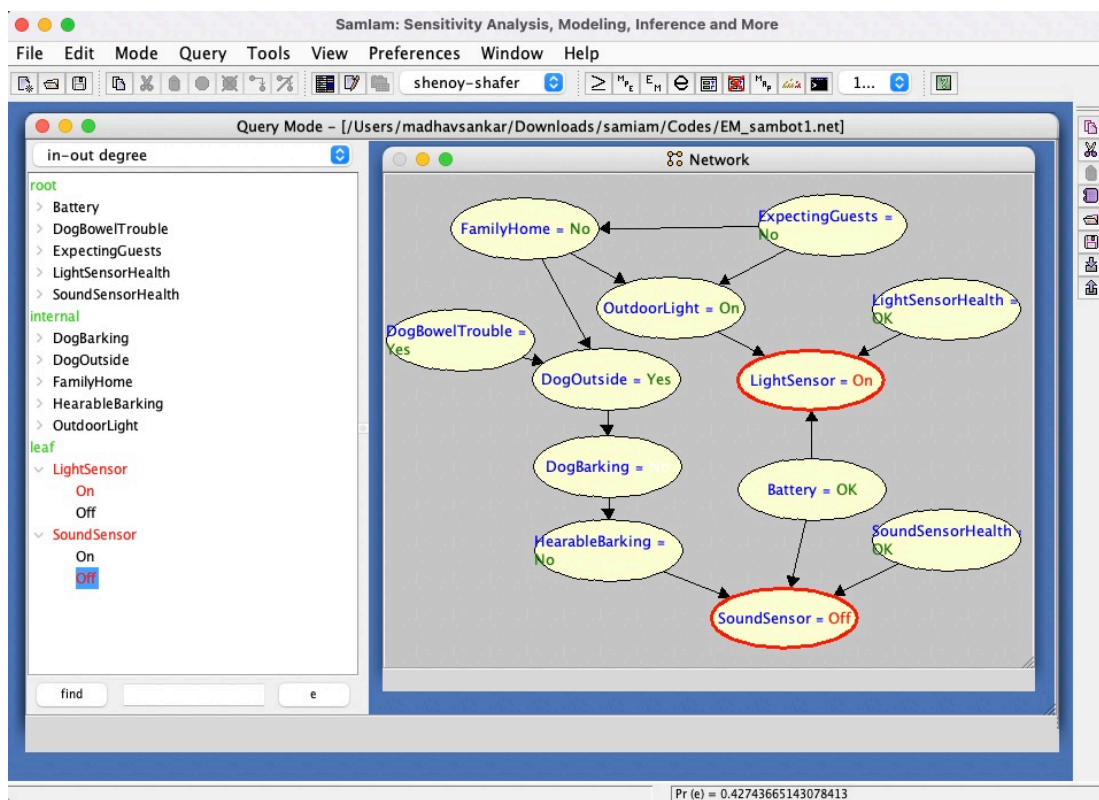 SamIam: Sensitivity Analysis, Modeling, Inference and More
File Edit Mode Query Tools View Preferences Window Help
shenoy-shafer
1...
Query Mode – [/Users/madhavsankar/Downloads/samiam/Codes/EM_sambot1.net]
in-out degree
root
Battery
DogBowelTrouble
ExpectingGuests
LightSensorHealth
SoundSensorHealth
internal
DogBarking
DogOutside
FamilyHome
HearableBarking
OutdoorLight
leaf
LightSensor
On
Off
SoundSensor
On
Off
find
e
Network
FamilyHome = No
ExpectingGuests =
No
OutdoorLight = On
LightSensorHealth =
OK
DogBowelTrouble =
Yes
DogOutside = Yes
LightSensor = On
DogBarking = No
Battery = OK
HearableBarking =
No
SoundSensorHealth =
OK
SoundSensor = Off
Pr (e) = 0.42743665143078413